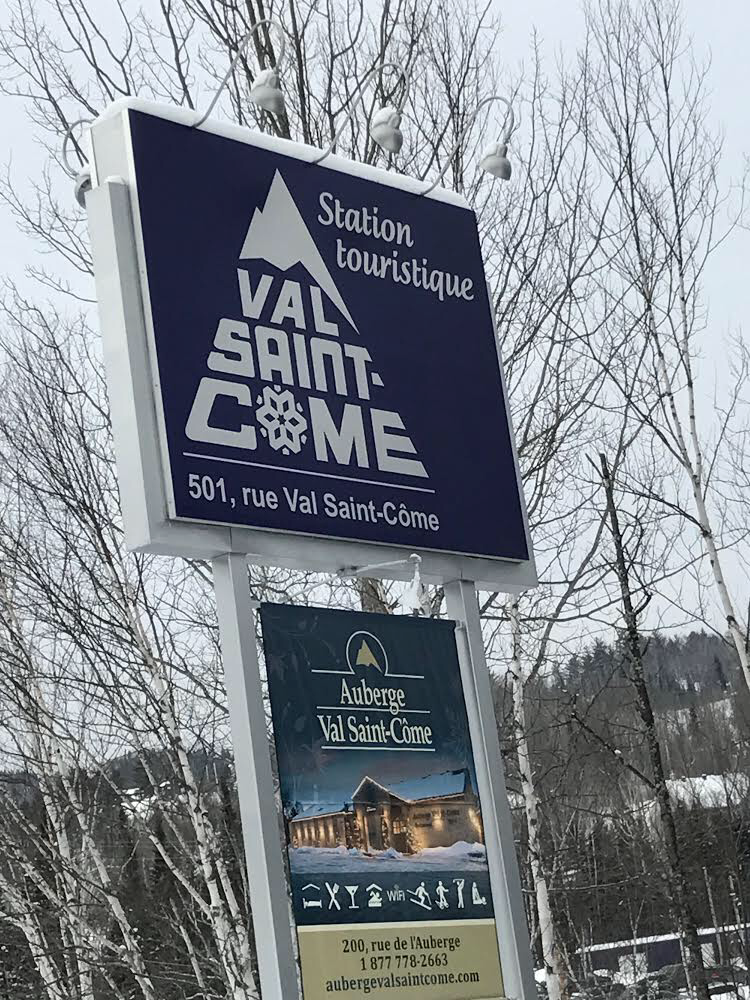 Station
touristique
VAL
SAINT-
CÔME
501, rue Val Saint-Côme
Auberge
Val Saint-Côme
WiFi
200, rue de l'Auberge
1 877 778-2663
aubergevalsaintcome.com